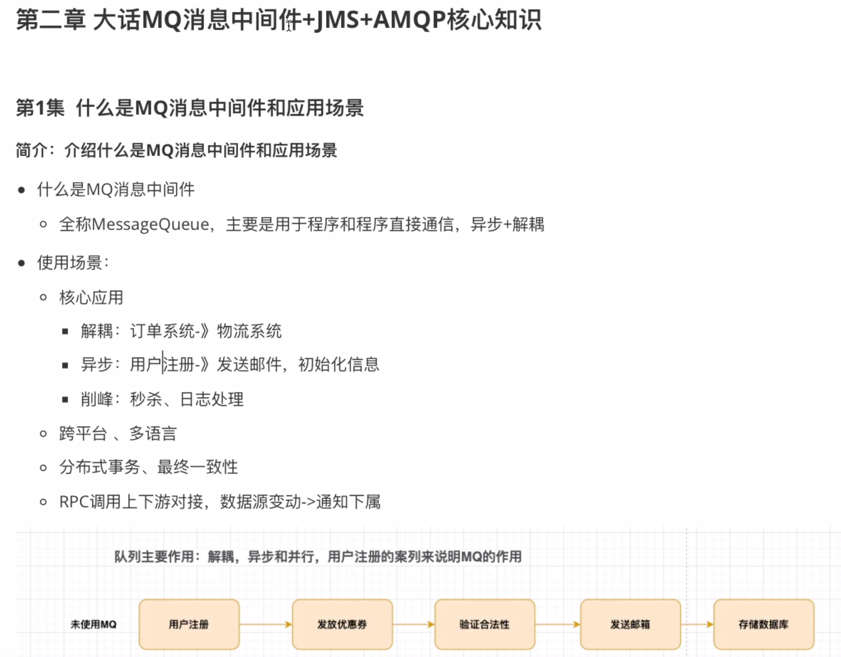 第二章 大话MQ消息中间件+JMS+AMQP核心知识
第1集 什么是MQ消息中间件和应用场景
简介：介绍什么是MQ消息中间件和应用场景
什么是MQ消息中间件
全称MessageQueue，主要是用于程序和程序直接通信，异步+解耦
使用场景：
核心应用
解耦：订单系统-》物流系统
异步：用户注册-》发送邮件，初始化信息
削峰：秒杀、日志处理
跨平台 、多语言
分布式事务、最终一致性
RPC调用上下游对接，数据源变动->通知下属
队列主要作用：解耦，异步和并行，用户注册的案列来说明MQ的作用
未使用MQ 用户注册 发放优惠券 验证合法性 发送邮箱 存储数据库